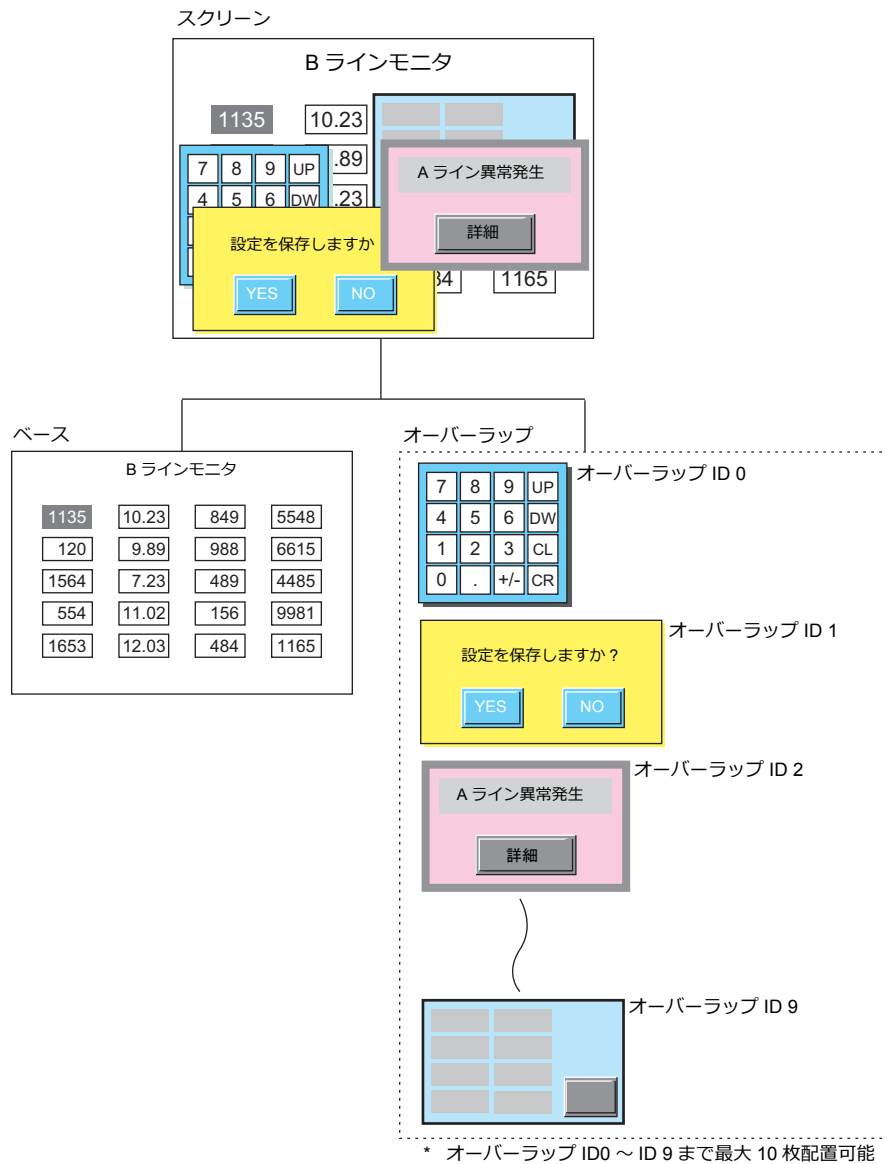 スクリーン
B ラインモニタ
1135 10.23
7 8 9 UP .89 A ライン異常発生
4 5 6 DW .23
設定を保存しますか 詳細
YES NO 34 1165
ベース
B ラインモニタ
1135 10.23 849 5548
120 9.89 988 6615
1564 7.23 489 4485
554 11.02 156 9981
1653 12.03 484 1165
オーバーラップ
オーバーラップ ID 0
7 8 9 UP
4 5 6 DW
1 2 3 CL
0 . +/- CR
オーバーラップ ID 1
設定を保存しますか？
YES NO
オーバーラップ ID 2
A ライン異常発生
詳細
オーバーラップ ID 9
* オーバーラップ ID0 ～ ID 9 まで最大 10 枚配置可能